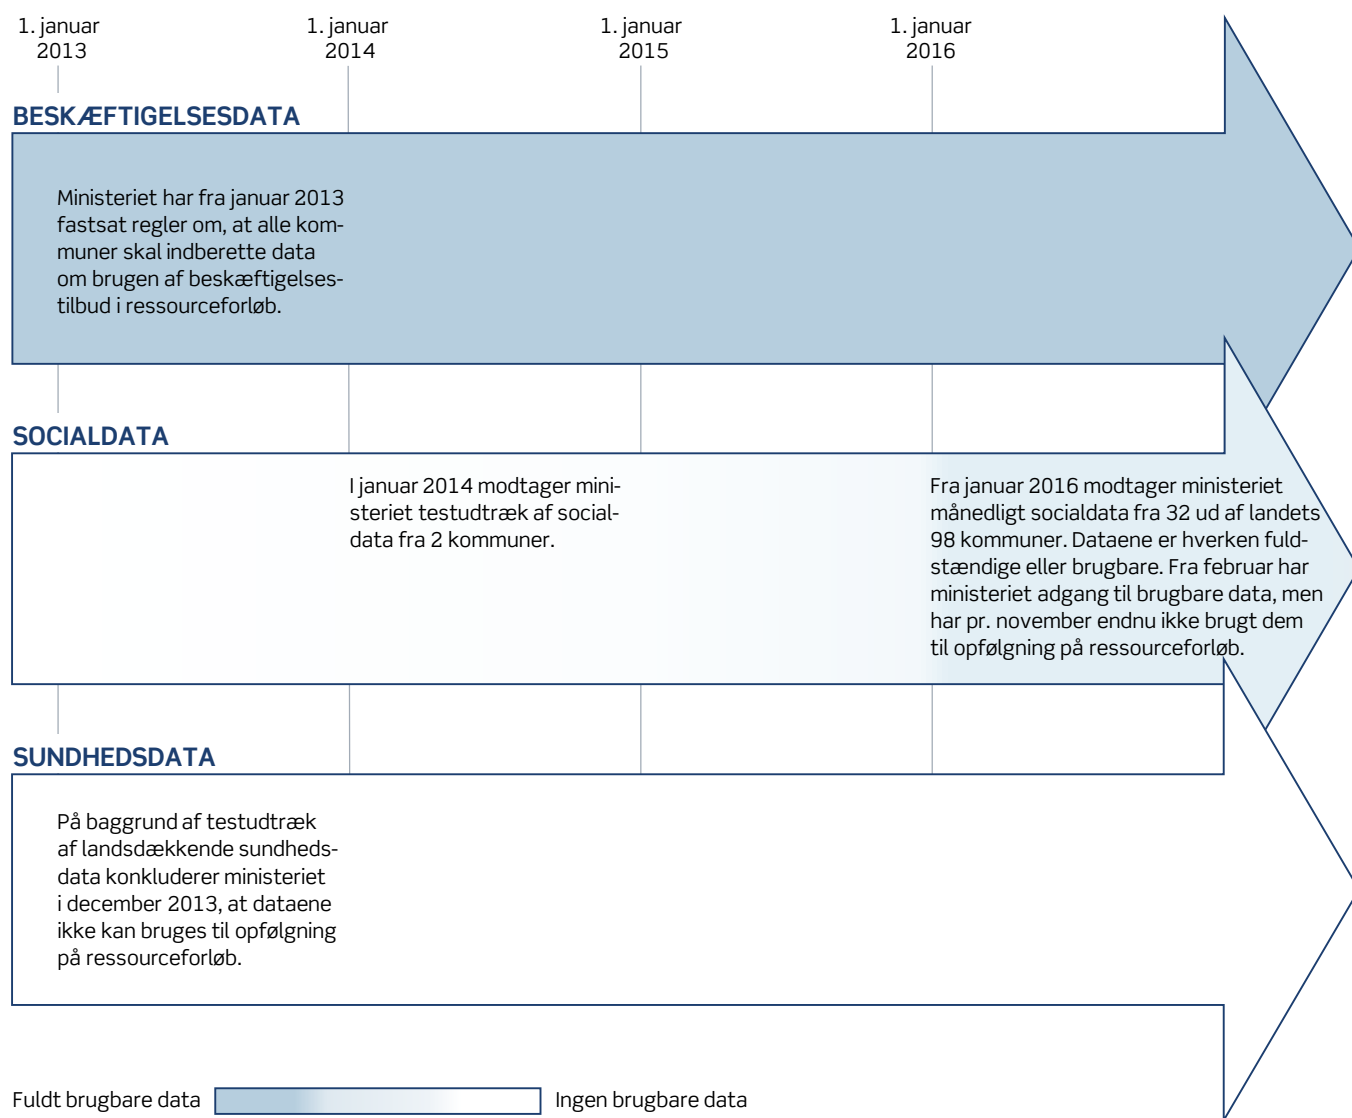 1. januar
2013
1. januar
2014
1. januar
2015
1. januar
2016
BESKÆFTIGELSESDATA
Ministeriet har fra januar 2013
fastsat regler om, at alle kom-
muner skal indberette data
om brugen af beskæftigelses-
tilbud i ressourceforløb.
SOCIALDATA
I januar 2014 modtager mini-
steriet testudtræk af social-
data fra 2 kommuner.
Fra januar 2016 modtager ministeriet
månedligt socialdata fra 32 ud af landets
98 kommuner. Dataene er hverken fuld-
stændige eller brugbare. Fra februar har
ministeriet adgang til brugbare data, men
har pr. november endnu ikke brugt dem
til opfølgning på ressourceforløb.
SUNDHEDSDATA
På baggrund af testudtræk
af landsdækkende sundheds-
data konkluderer ministeriet
i december 2013, at dataene
ikke kan bruges til opfølgning
på ressourceforløb.
Fuldt brugbare data
Ingen brugbare data